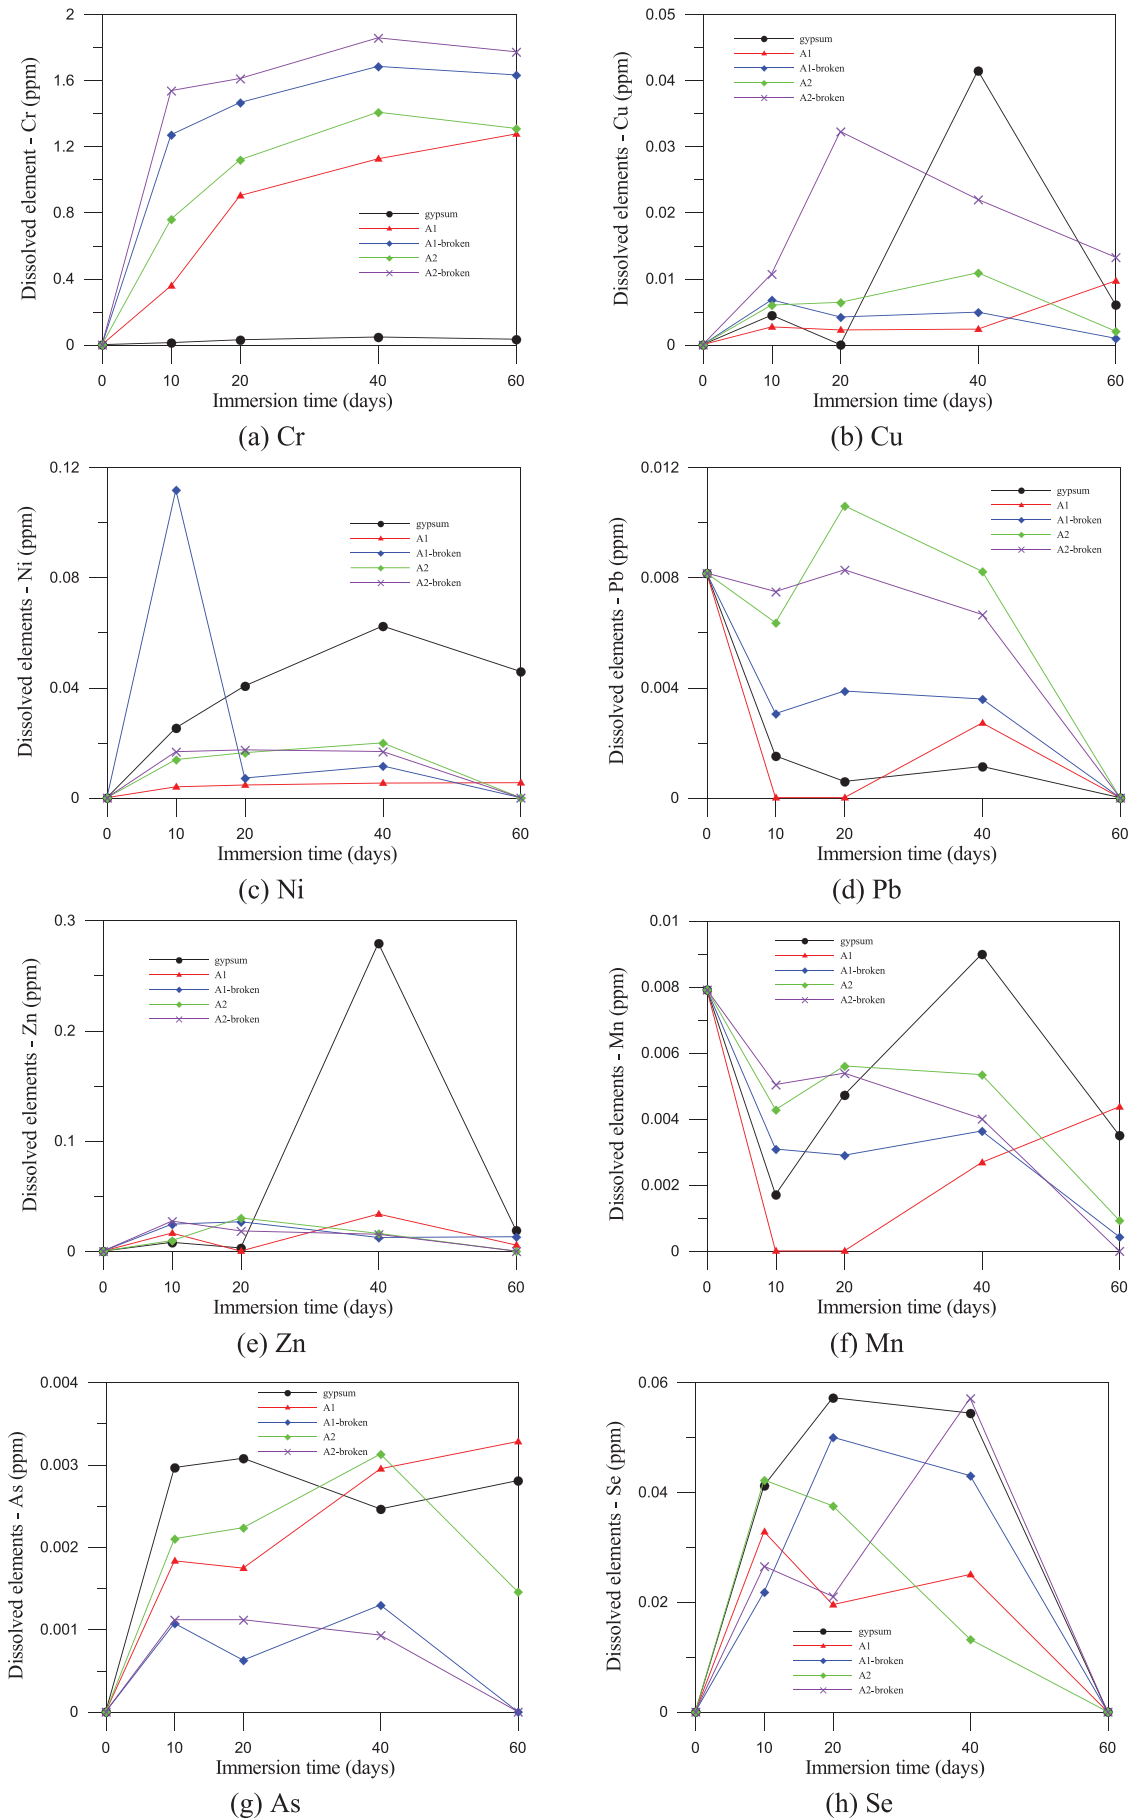 2
1.6
1.2
0.8
0.4
0
Dissolved element - Cr (ppm)
gypsum
A1
A1-broken
A2
A2-broken
0 10 20 40 60
Immersion time (days)
(a) Cr
0.05
0.04
0.03
0.02
0.01
0
Dissolved elements - Cu (ppm)
gypsum
A1
A1-broken
A2
A2-broken
0 10 20 40 60
Immersion time (days)
(b) Cu
0.12
0.08
0.04
0
Dissolved elements - Ni (ppm)
gypsum
A1
A1-broken
A2
A2-broken
0 10 20 40 60
Immersion time (days)
(c) Ni
0.012
0.008
0.004
0
Dissolved elements - Pb (ppm)
gypsum
A1
A1-broken
A2
A2-broken
0 10 20 40 60
Immersion time (days)
(d) Pb
0.3
0.2
0.1
0
Dissolved elements - Zn (ppm)
gypsum
A1
A1-broken
A2
A2-broken
0 10 20 40 60
Immersion time (days)
(e) Zn
0.01
0.008
0.006
0.004
0.002
0
Dissolved elements - Mn (ppm)
gypsum
A1
A1-broken
A2
A2-broken
0 10 20 40 60
Immersion time (days)
(f) Mn
0.004
0.003
0.002
0.001
0
Dissolved elements - As (ppm)
gypsum
A1
A1-broken
A2
A2-broken
0 10 20 40 60
Immersion time (days)
(g) As
0.06
0.04
0.02
0
Dissolved elements - Se (ppm)
gypsum
A1
A1-broken
A2
A2-broken
0 10 20 40 60
Immersion time (days)
(h) Se